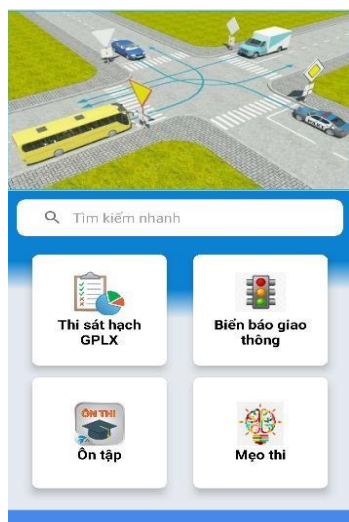 Tìm kiếm nhanh
Thi sát hạch
GPLX
Biển báo giao
thông
ÔN THI
Ôn tập
Mẹo thi